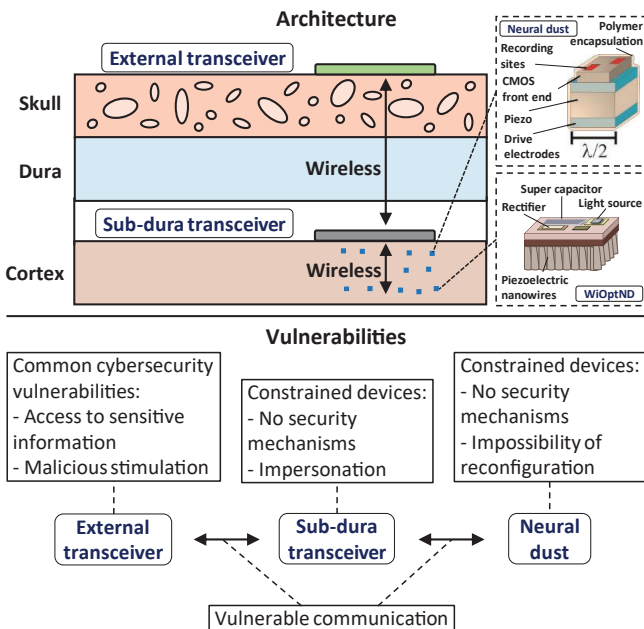 Architecture
External transceiver
Skull
Dura
Wireless
Sub-dura transceiver
Cortex
Wireless
Neural dust
Polymer
encapsulation
Recording
sites
CMOS
front end
Piezo
Drive
electrodes
λ/2
Super capacitor
Light source
Rectifier
Piezoelectric
nanowires
WiOptND
Vulnerabilities
Common cybersecurity
vulnerabilities:
- Access to sensitive
information
- Malicious stimulation
Constrained devices:
- No security
mechanisms
- Impersonation
Constrained devices:
- No security
mechanisms
- Impossibility of
reconfiguration
External
transceiver
Sub-dura
transceiver
Neural
dust
Vulnerable communication